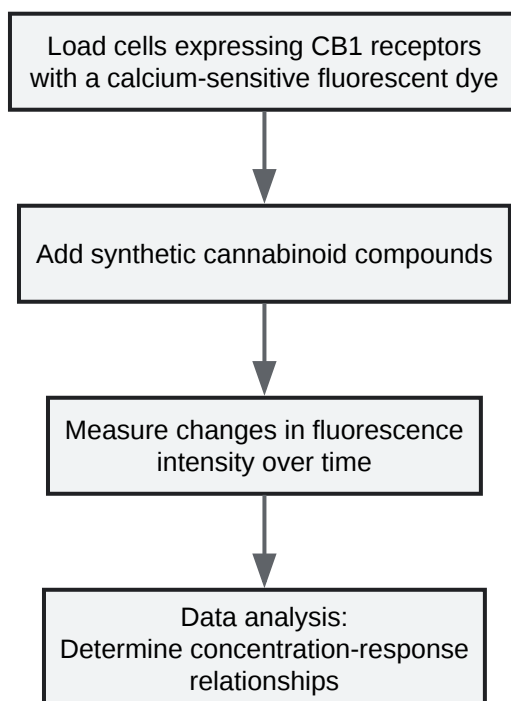 Load cells expressing CB1 receptors
with a calcium-sensitive fluorescent dye
Add synthetic cannabinoid compounds
Measure changes in fluorescence
intensity over time
Data analysis:
Determine concentration-response
relationships